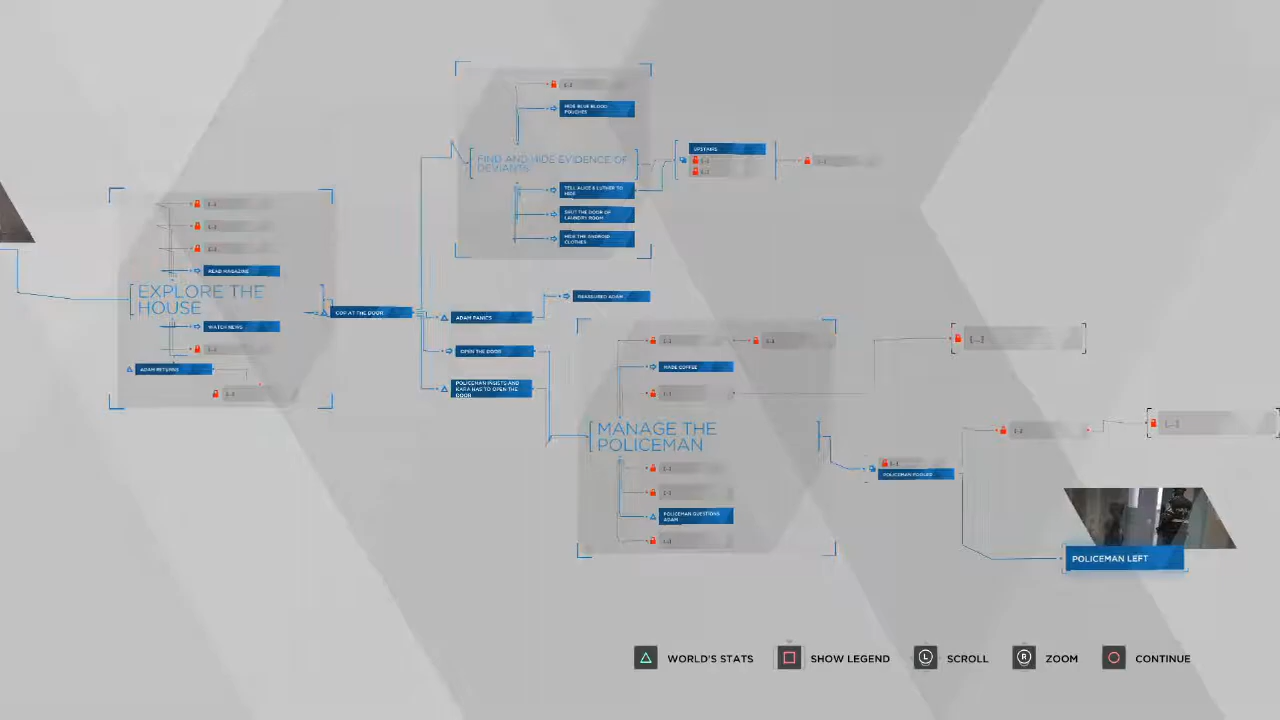 [...]
HIDE BLUE BLOOD
POUCHES
FIND AND HIDE EVIDENCE OF
DEVIANTS
UPSTAIRS
[...]
[...]
[...]
TELL ALICE & LUTHER TO
HIDE
SHUT THE DOOR OF
LAUNDRY ROOM
HIDE THE ANDROID
CLOTHES
[...]
[...]
[...]
READ MAGAZINE
EXPLORE THE
HOUSE
WATCH NEWS
[...]
ADAM RETURNS
[...]
COP AT THE DOOR
ADAM PANICS
REASSURED ADAM
OPEN THE DOOR
POLICEMAN INSISTS AND
KARA HAS TO OPEN THE
DOOR
[...]
[...]
MADE COFFEE
[...]
MANAGE THE
POLICEMAN
[...]
[...]
POLICEMAN QUESTIONS
ADAM
[...]
[...]
[...]
[...]
[...]
POLICEMAN FOOLED
POLICEMAN LEFT
WORLD'S STATS
SHOW LEGEND
L
SCROLL
R
ZOOM
CONTINUE